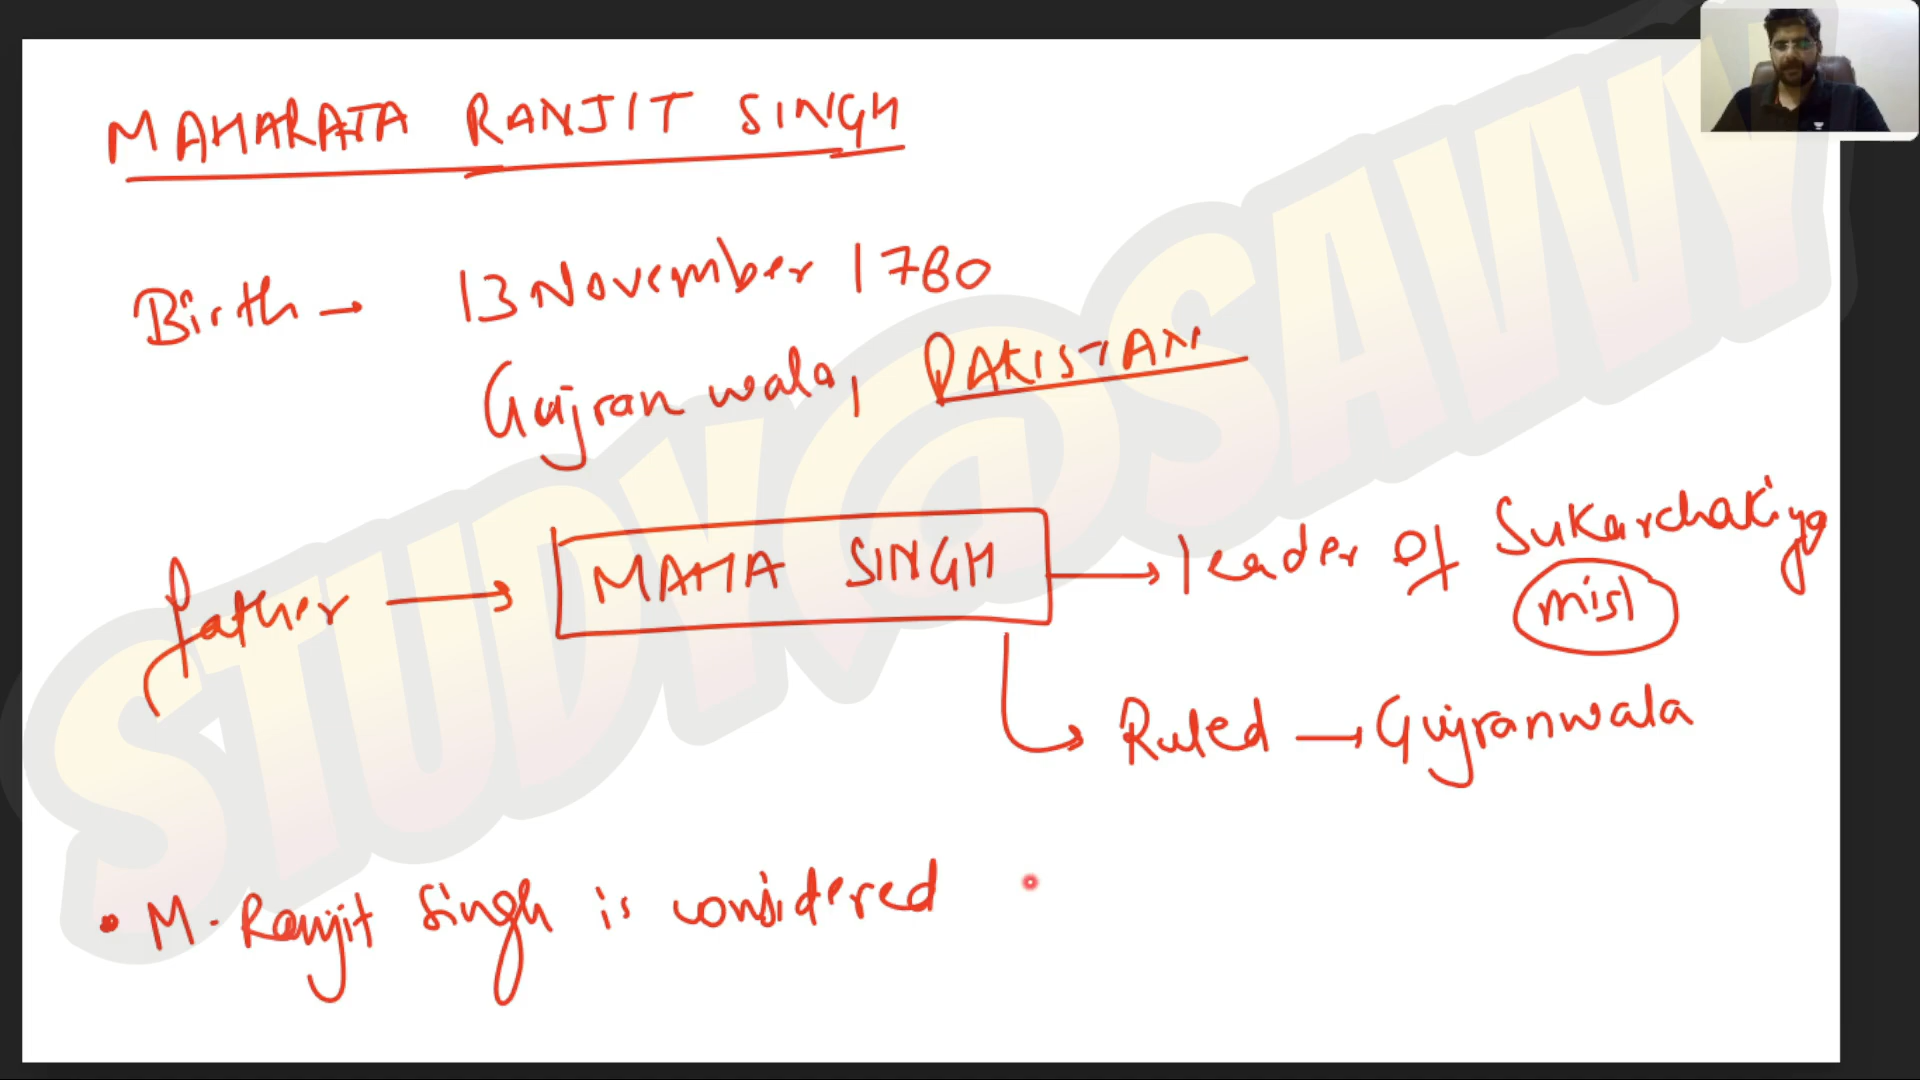 MAHARAJA RANJIT SINGH
Birth → 13 November 1780
Gujranwala, PAKISTAN
father → MAHA SINGH → leader of Sukarchakiya
misl
Ruled → Gujranwala
• M. Ranjit Singh is considered
STUDY@SAVVY